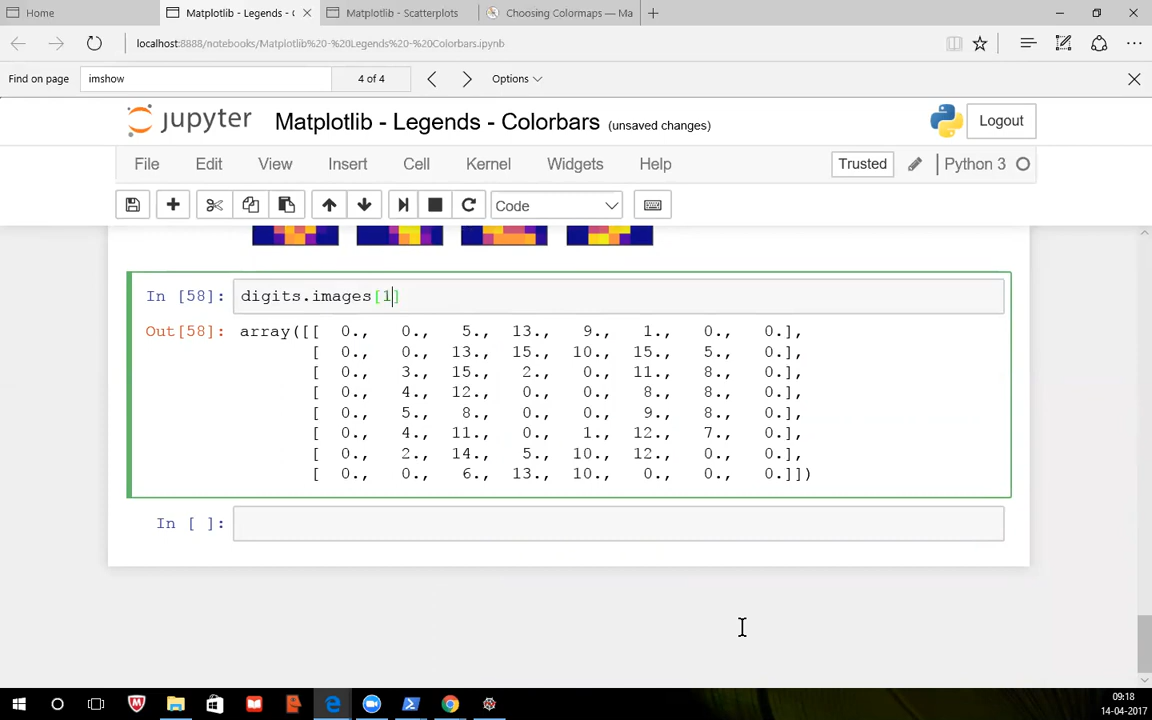 Home
Matplotlib - Legends - C
Matplotlib - Scatterplots
Choosing Colormaps — Ma
localhost:8888/notebooks/Matplotlib%20-%20Legends%20-%20Colorbars.ipynb
Find on page
imshow
4 of 4
Options
jupyter
Matplotlib - Legends - Colorbars (unsaved changes)
Logout
File Edit View Insert Cell Kernel Widgets Help
Trusted
Python 3
Code
In [58]: digits.images[1]
Out[58]: array([[ 0., 0., 5., 13., 9., 1., 0., 0.],
[ 0., 0., 13., 15., 10., 15., 5., 0.],
[ 0., 3., 15., 2., 0., 11., 8., 0.],
[ 0., 4., 12., 0., 0., 8., 8., 0.],
[ 0., 5., 8., 0., 0., 9., 8., 0.],
[ 0., 4., 11., 0., 1., 12., 7., 0.],
[ 0., 2., 14., 5., 10., 12., 0., 0.],
[ 0., 0., 6., 13., 10., 0., 0., 0.]])
In [ ]:
09:18
14-04-2017